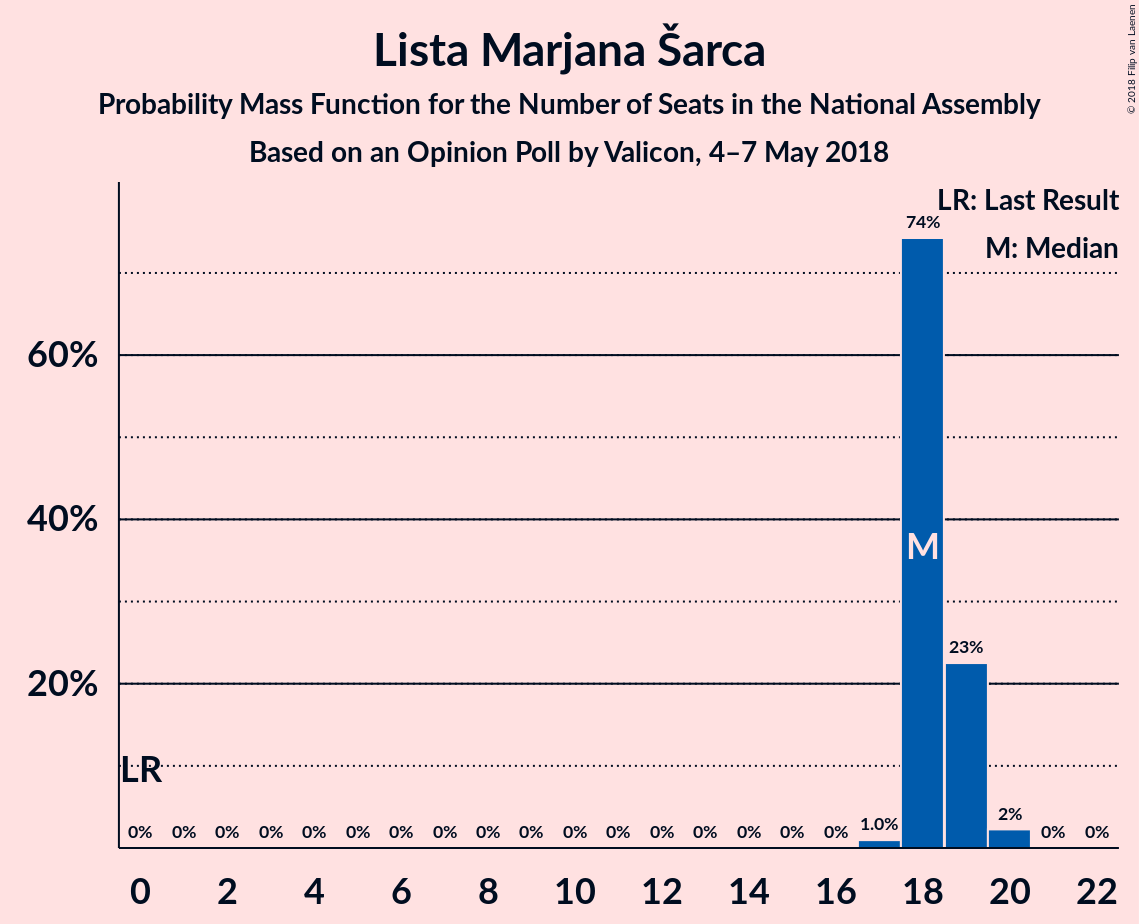 Lista Marjana Šarca
Probability Mass Function for the Number of Seats in the National Assembly
Based on an Opinion Poll by Valicon, 4–7 May 2018
© 2018 Filip van Laenen
LR: Last Result
M: Median
60%
40%
20%
LR
M
0% 0% 0% 0% 0% 0% 0% 0% 0% 0% 0% 0% 0% 0% 0% 0% 0% 1.0% 74% 23% 2% 0% 0%
0 2 4 6 8 10 12 14 16 18 20 22